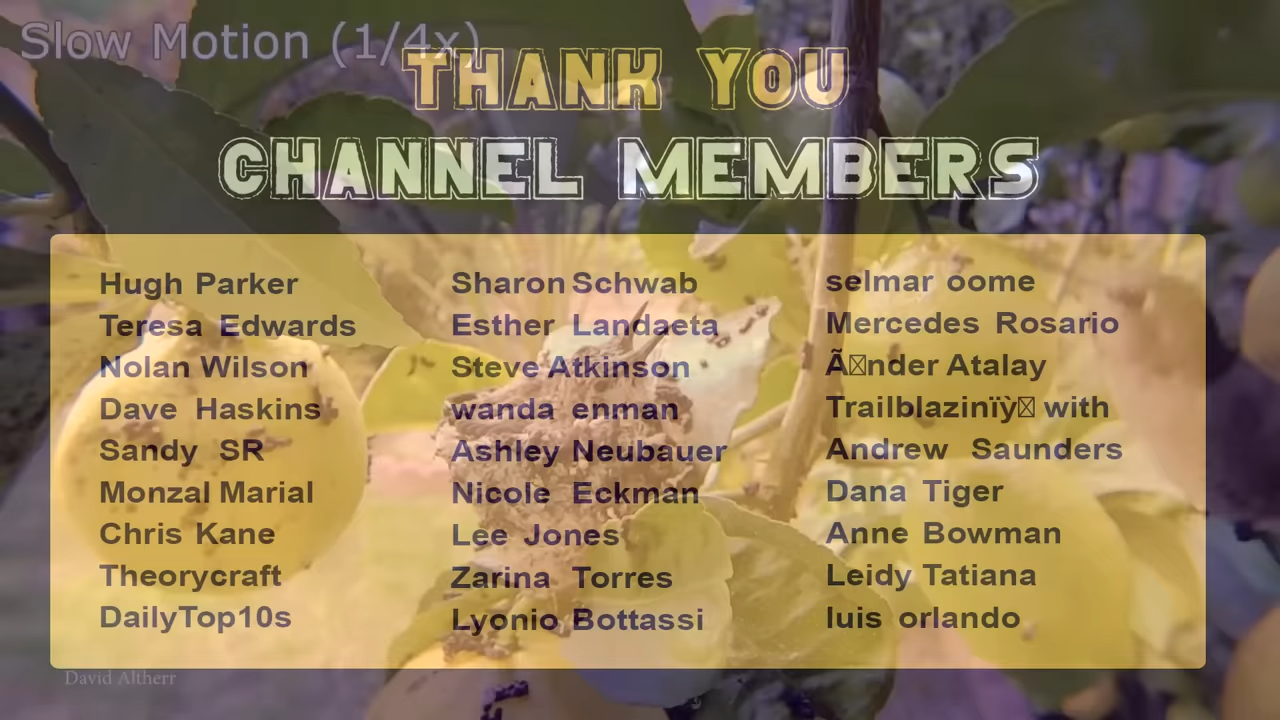 Slow Motion (1/4x)
THANK YOU
CHANNEL MEMBERS
Hugh Parker
Teresa Edwards
Nolan Wilson
Dave Haskins
Sandy SR
Monzal Marial
Chris Kane
Theorycraft
DailyTop10s
Sharon Schwab
Esther Landaeta
Steve Atkinson
wanda enman
Ashley Neubauer
Nicole Eckman
Lee Jones
Zarina Torres
Lyonio Bottassi
selmar oome
Mercedes Rosario
Ã▯nder Atalay
Trailblazinïÿ▯ with
Andrew Saunders
Dana Tiger
Anne Bowman
Leidy Tatiana
luis orlando
David Altherr